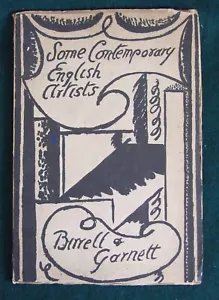 Some Contemporary
English
Artists
Birrell &
Garnett